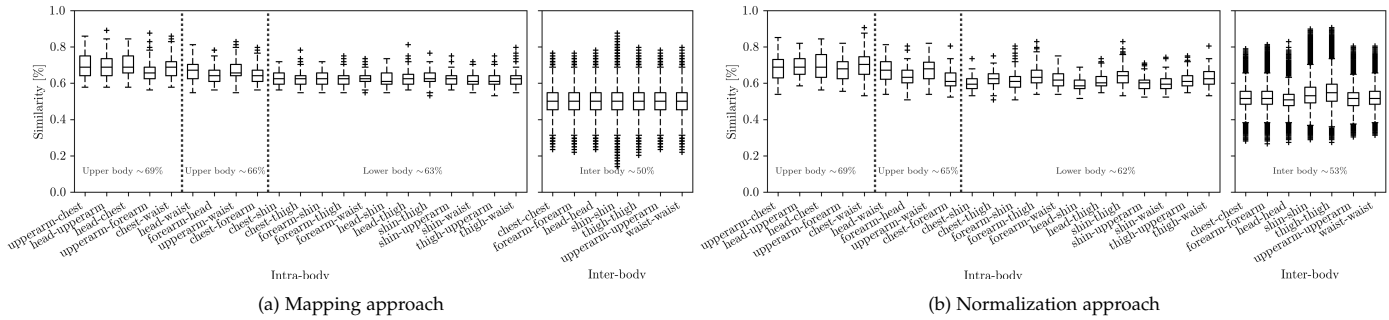 1.0
0.8
0.6
0.4
0.2
0.0
Similarity [%]
Upper body ~69%
Upper body ~66%
Lower body ~63%
Inter body ~50%
upperarm-chest
head-upperarm
head-chest
upperarm-forearm
chest-waist
head-waist
forearm-head
upperarm-waist
chest-forearm
chest-shin
chest-thigh
forearm-shin
forearm-thigh
forearm-waist
head-shin
head-thigh
shin-thigh
shin-upperarm
shin-waist
thigh-upperarm
thigh-waist
chest-chest
forearm-forearm
head-head
shin-shin
thigh-thigh
upperarm-upperarm
waist-waist
Intra-body
Inter-body
(a) Mapping approach
1.0
0.8
0.6
0.4
0.2
0.0
Similarity [%]
Upper body ~69%
Upper body ~65%
Lower body ~62%
Inter body ~53%
upperarm-chest
head-upperarm
head-chest
upperarm-forearm
chest-waist
head-waist
forearm-head
upperarm-waist
chest-forearm
chest-shin
chest-thigh
forearm-shin
forearm-thigh
forearm-waist
head-shin
head-thigh
shin-thigh
shin-upperarm
shin-waist
thigh-upperarm
thigh-waist
chest-chest
forearm-forearm
head-head
shin-shin
thigh-thigh
upperarm-upperarm
waist-waist
Intra-body
Inter-body
(b) Normalization approach